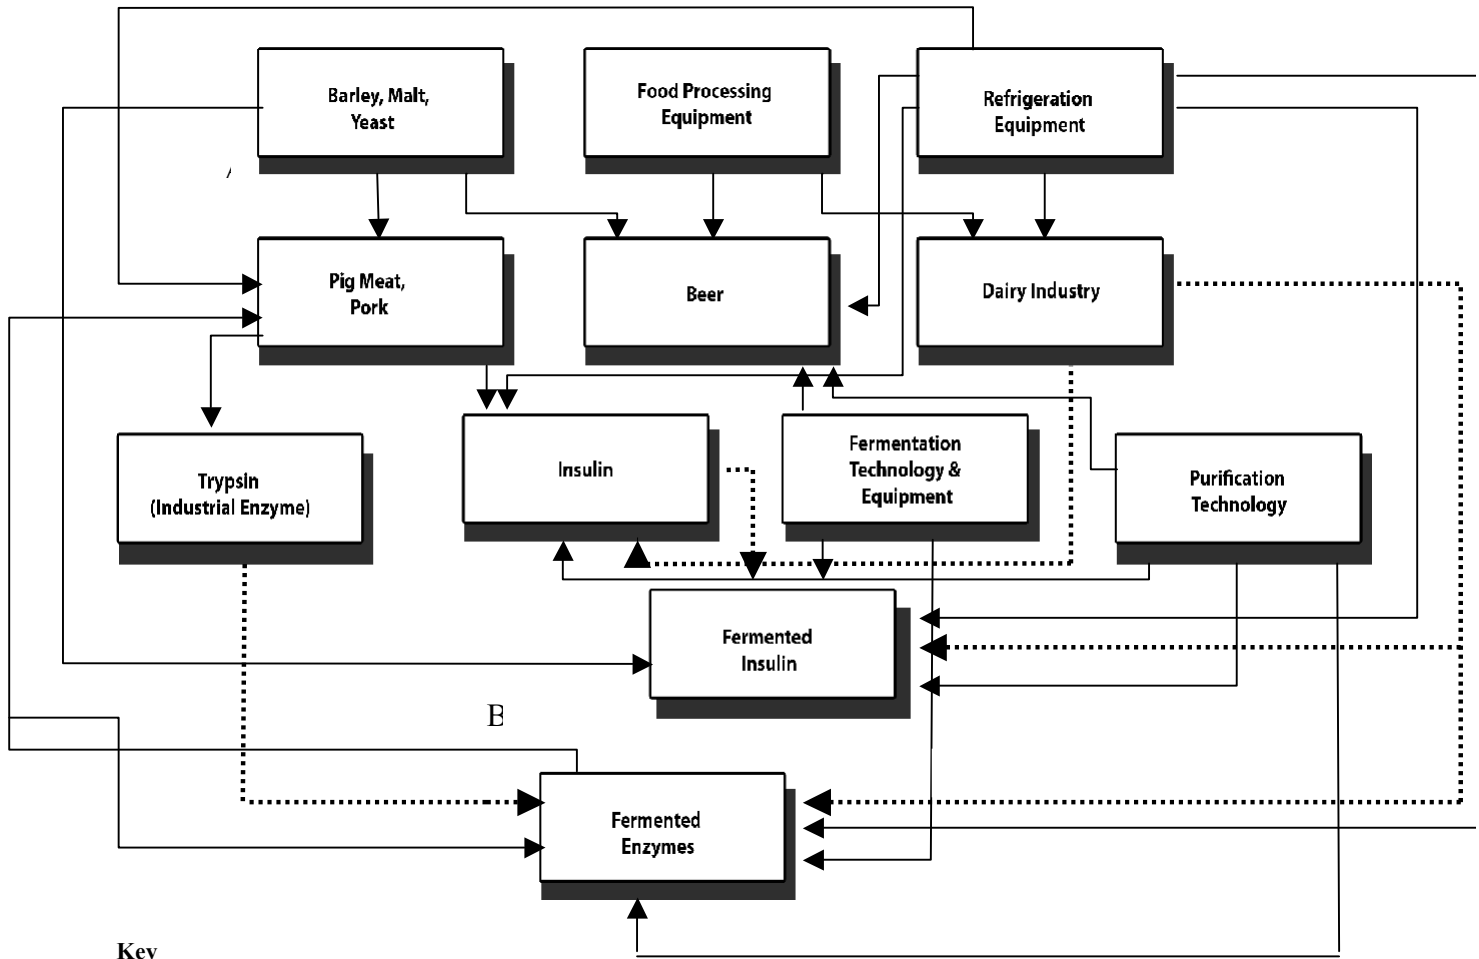 Barley, Malt,
Yeast
Food Processing
Equipment
Refrigeration
Equipment
Pig Meat,
Pork
Beer
Dairy Industry
Trypsin
(Industrial Enzyme)
Insulin
Fermentation
Technology &
Equipment
Purification
Technology
Fermented
Insulin
B
Fermented
Enzymes
Key